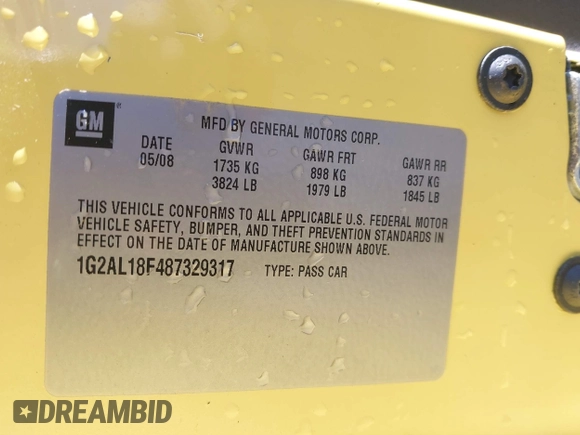 GM
MFD BY GENERAL MOTORS CORP.
DATE GVWR GAWR FRT GAWR RR
05/08 1735 KG 898 KG 837 KG
3824 LB 1979 LB 1845 LB
THIS VEHICLE CONFORMS TO ALL APPLICABLE U.S. FEDERAL MOTOR
VEHICLE SAFETY, BUMPER, AND THEFT PREVENTION STANDARDS IN
EFFECT ON THE DATE OF MANUFACTURE SHOWN ABOVE.
1G2AL18F487329317 TYPE: PASS CAR
DREAMBID